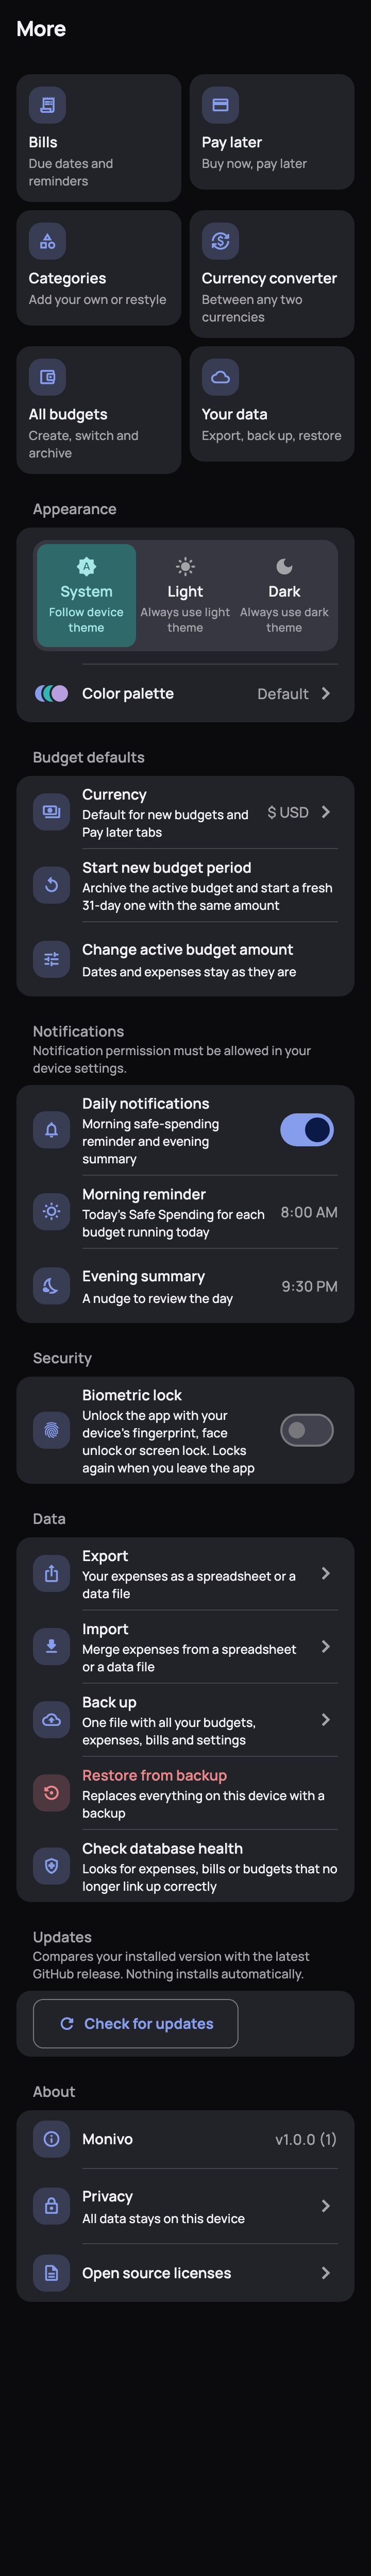 More
Bills
Due dates and
reminders
Pay later
Buy now, pay later
Categories
Add your own or restyle
Currency converter
Between any two
currencies
All budgets
Create, switch and
archive
Your data
Export, back up, restore
Appearance
System
Follow device
theme
Light
Always use light
theme
Dark
Always use dark
theme
Color palette
Default
Budget defaults
Currency
Default for new budgets and
Pay later tabs
$ USD
Start new budget period
Archive the active budget and start a fresh
31-day one with the same amount
Change active budget amount
Dates and expenses stay as they are
Notifications
Notification permission must be allowed in your
device settings.
Daily notifications
Morning safe-spending
reminder and evening
summary
Morning reminder
Today's Safe Spending for each
budget running today
8:00 AM
Evening summary
A nudge to review the day
9:30 PM
Security
Biometric lock
Unlock the app with your
device's fingerprint, face
unlock or screen lock. Locks
again when you leave the app
Data
Export
Your expenses as a spreadsheet or a
data file
Import
Merge expenses from a spreadsheet
or a data file
Back up
One file with all your budgets,
expenses, bills and settings
Restore from backup
Replaces everything on this device with a
backup
Check database health
Looks for expenses, bills or budgets that no
longer link up correctly
Updates
Compares your installed version with the latest
GitHub release. Nothing installs automatically.
Check for updates
About
Monivo
v1.0.0 (1)
Privacy
All data stays on this device
Open source licenses